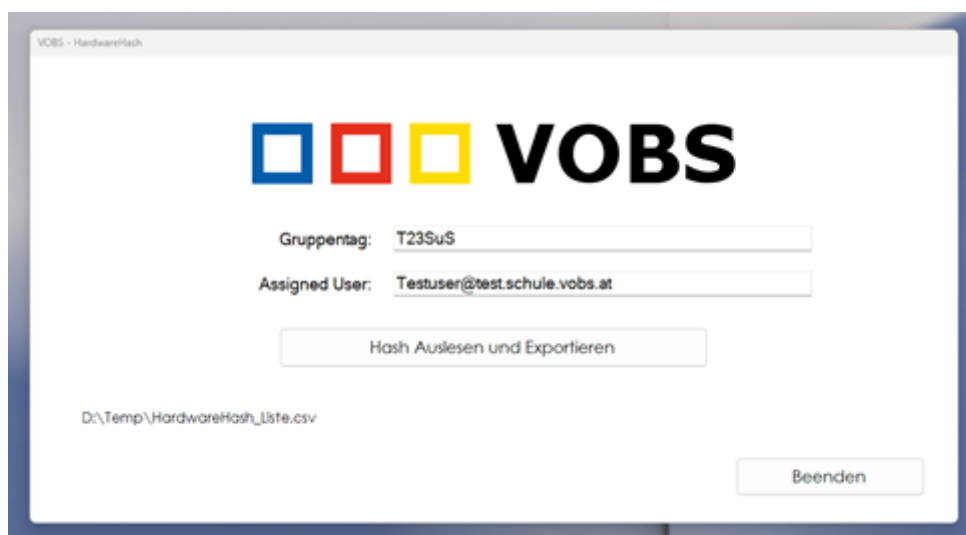 VOBS - HardwareHash
VOBS
Gruppentag: T23SuS
Assigned User: Testuser@test.schule.vobs.at
Hash Auslesen und Exportieren
D:\Temp\HardwareHash_Liste.csv
Beenden